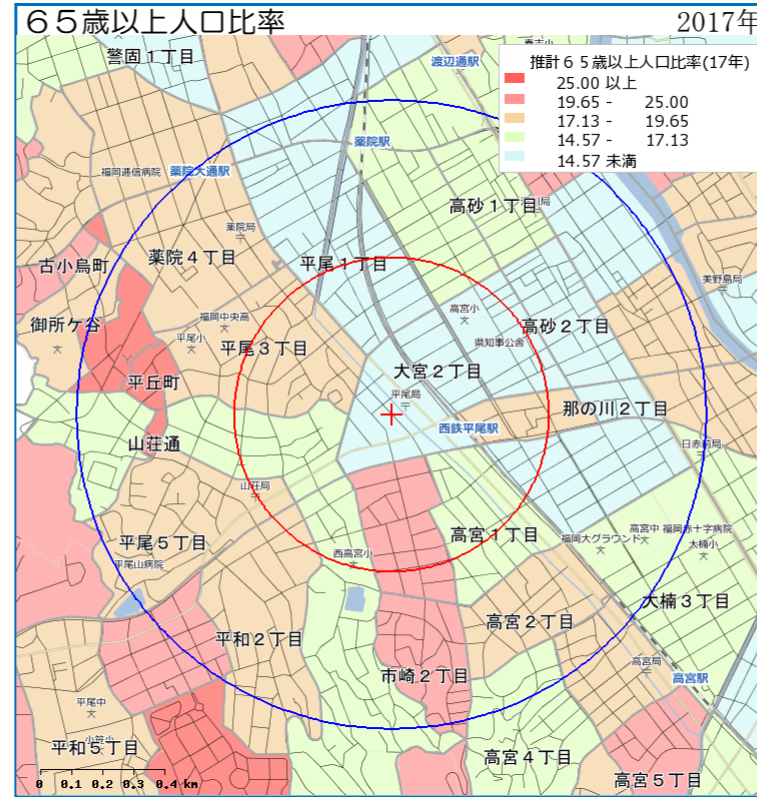 65歳以上人口比率
2017年
警固1丁目
渡辺通駅
推計65歳以上人口比率(17年)
25.00 以上
19.65 - 25.00
17.13 - 19.65
14.57 - 17.13
14.57 未満
薬院駅
福岡逓信病院
薬院大通駅
高砂1丁目
薬院局
古小烏町
薬院4丁目
平尾1丁目
美野島局
御所ケ谷
福岡中央高
高宮小
高砂2丁目
平尾小
平尾3丁目
県知事公舎
大宮2丁目
平丘町
平尾局
那の川2丁目
西鉄平尾駅
山荘通
日赤前局
山荘局
平尾5丁目
高宮1丁目
高宮中
福岡赤十字病院
福岡大グラウンド
大楠小
西高宮小
平尾山病院
大楠3丁目
高宮2丁目
平和2丁目
高宮局
市崎2丁目
高宮駅
平尾中
小笹小
平和5丁目
高宮4丁目
高宮5丁目
0 0.1 0.2 0.3 0.4 km